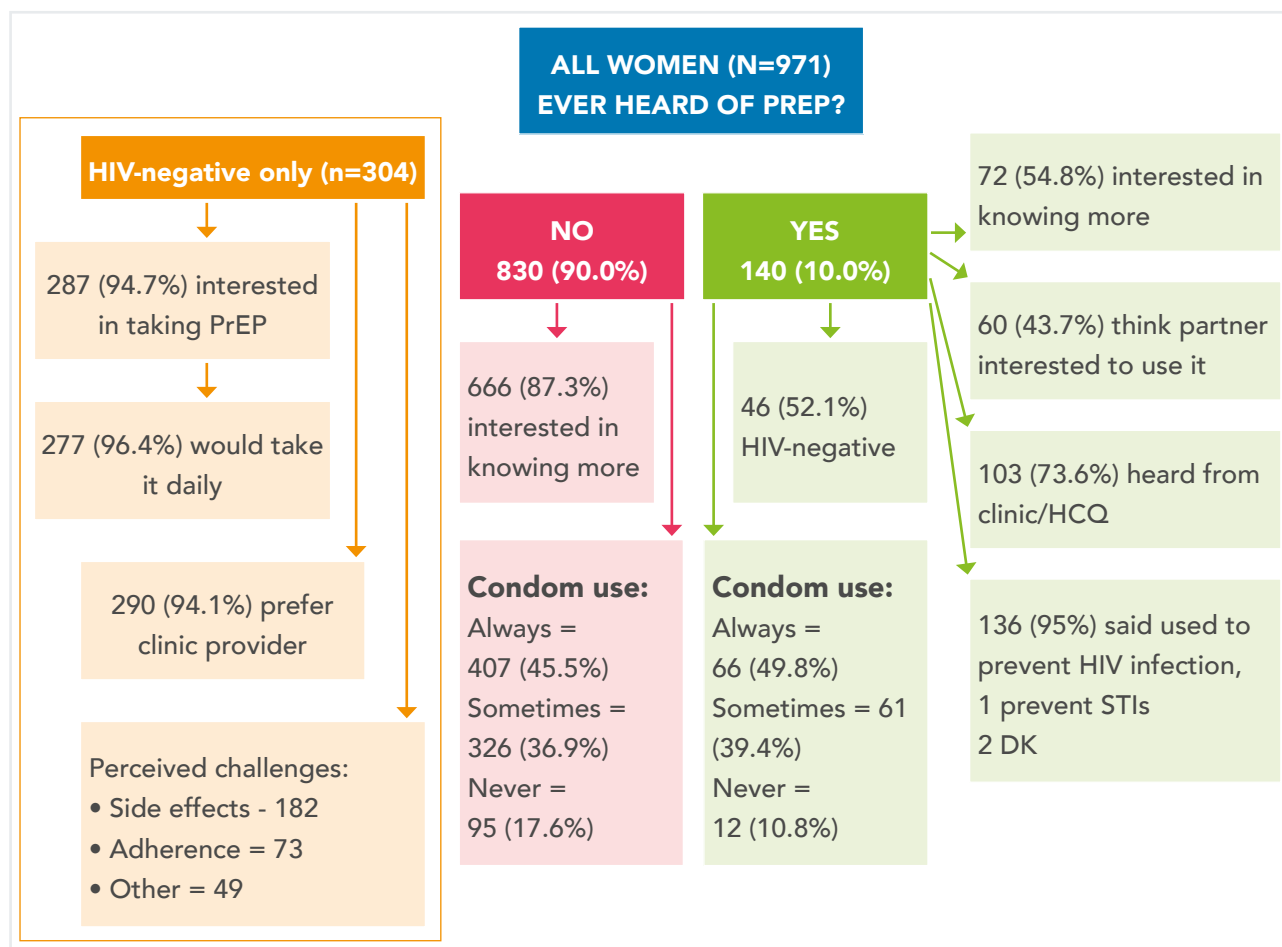 ALL WOMEN (N=971)
EVER HEARD OF PREP?
HIV-negative only (n=304)
287 (94.7%) interested
in taking PrEP
277 (96.4%) would take
it daily
290 (94.1%) prefer
clinic provider
Perceived challenges:
• Side effects - 182
• Adherence = 73
• Other = 49
NO
830 (90.0%)
666 (87.3%)
interested in
knowing more
Condom use:
Always =
407 (45.5%)
Sometimes =
326 (36.9%)
Never =
95 (17.6%)
YES
140 (10.0%)
46 (52.1%)
HIV-negative
Condom use:
Always =
66 (49.8%)
Sometimes = 61
(39.4%)
Never =
12 (10.8%)
72 (54.8%) interested in
knowing more
60 (43.7%) think partner
interested to use it
103 (73.6%) heard from
clinic/HCQ
136 (95%) said used to
prevent HIV infection,
1 prevent STIs
2 DK